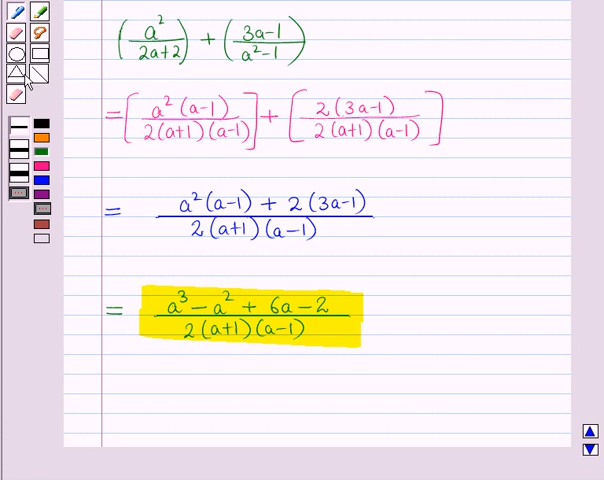 (a²/2a+2) + (3a-1/a²-1)
= [a²(a-1)/2(a+1)(a-1)] + [2(3a-1)/2(a+1)(a-1)]
= a²(a-1) + 2(3a-1)/2(a+1)(a-1)
= a³ - a² + 6a - 2/2(a+1)(a-1)